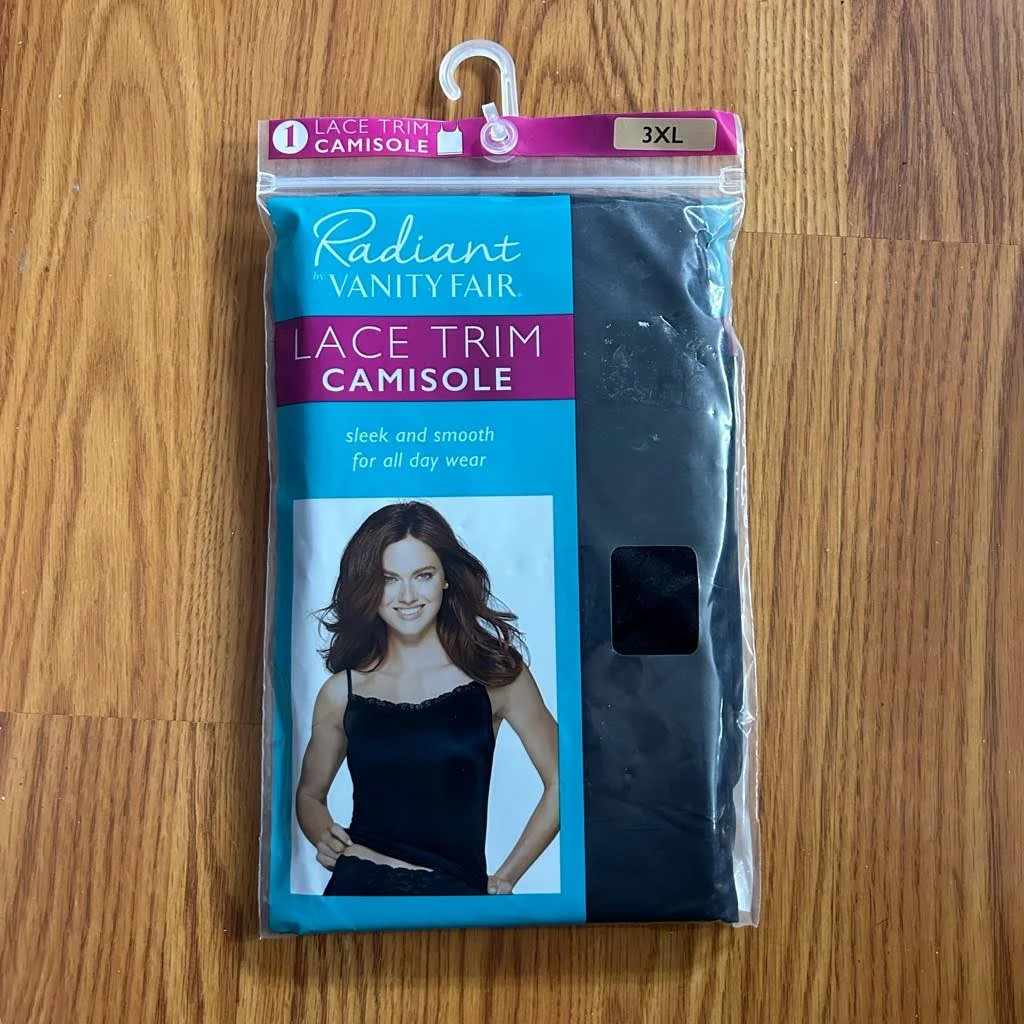 1
LACE TRIM
CAMISOLE
3XL
Radiant
by VANITY FAIR®
LACE TRIM
CAMISOLE
sleek and smooth
for all day wear